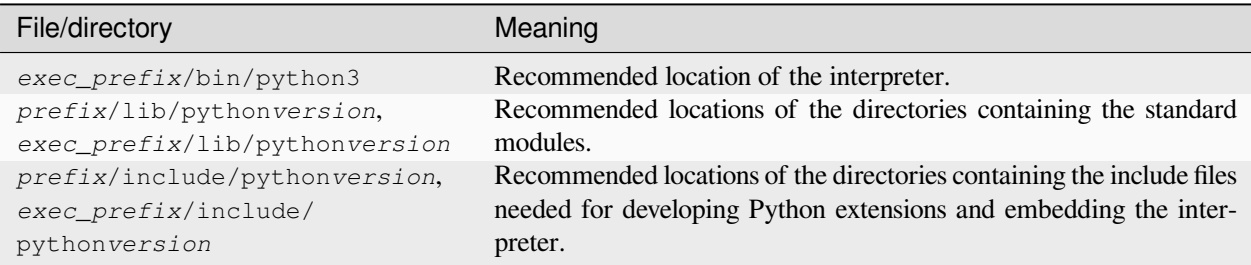 File/directory Meaning
exec_prefix/bin/python3 Recommended location of the interpreter.
prefix/lib/pythonversion, Recommended locations of the directories containing the standard
exec_prefix/lib/pythonversion modules.
prefix/include/pythonversion, Recommended locations of the directories containing the include files
exec_prefix/include/ needed for developing Python extensions and embedding the inter-
pythonversion preter.